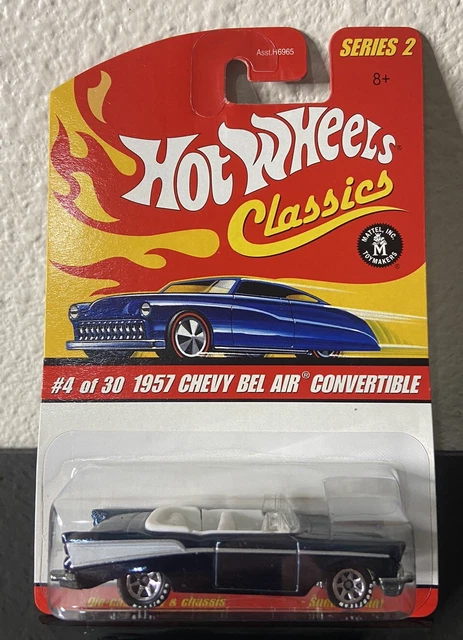 Asst.H6965
SERIES 2
8+
Hot Wheels®
Classics
MATTEL, INC.
M
TOYMAKERS
®
#4 of 30 1957 CHEVY BEL AIR® CONVERTIBLE
& chassis